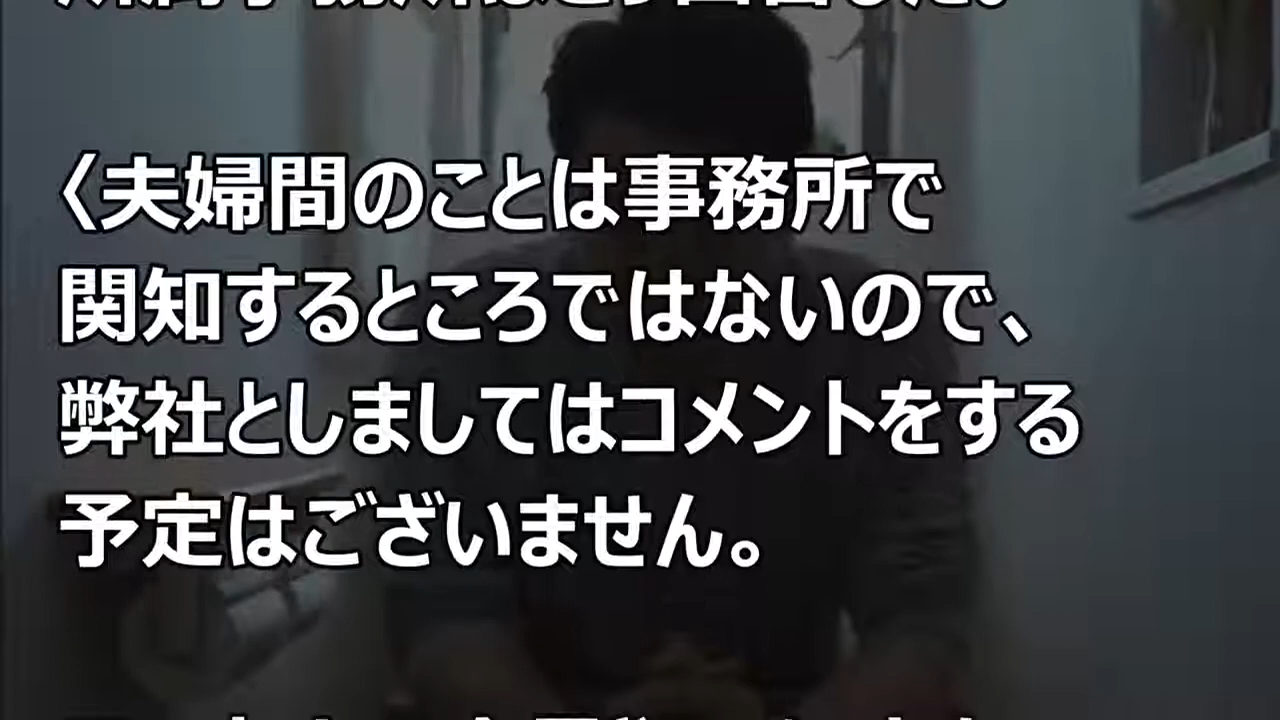 〈夫婦間のことは事務所で
関知するところではないので、
弊社としましてはコメントをする
予定はございません。